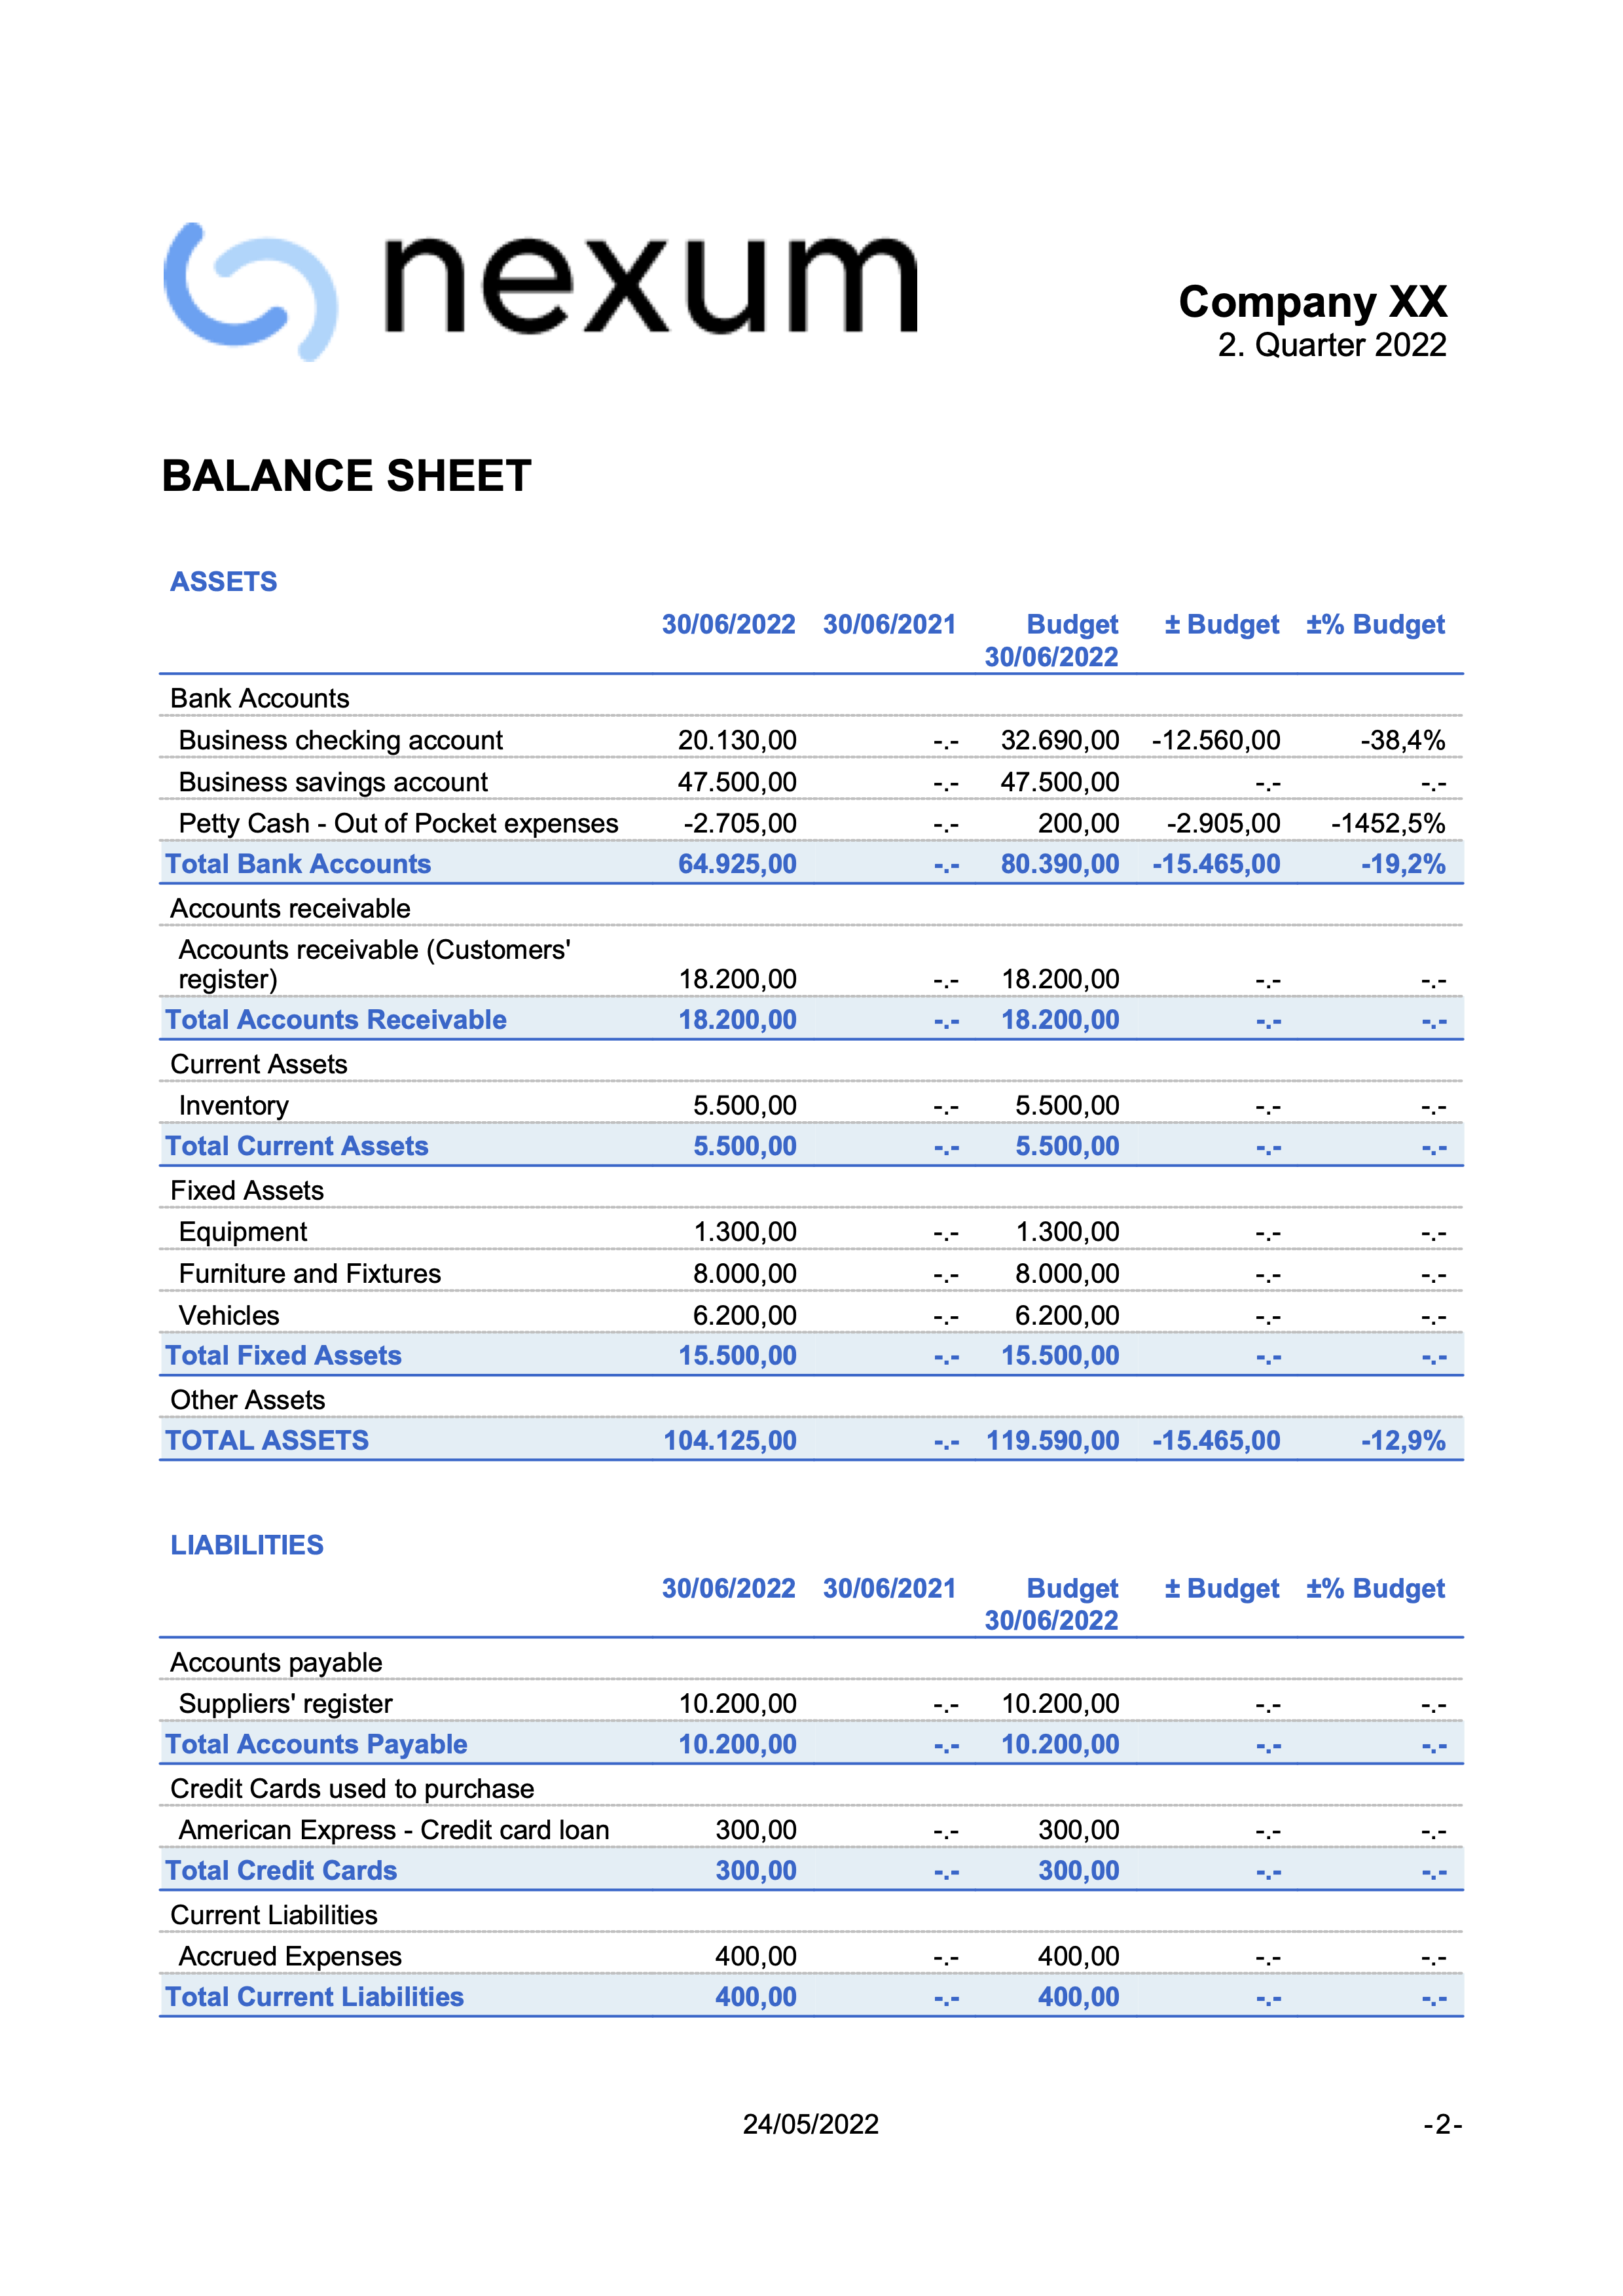 nexum
Company XX
2. Quarter 2022
BALANCE SHEET
ASSETS
30/06/2022 30/06/2021 Budget ± Budget ±% Budget
30/06/2022
Bank Accounts
Business checking account 20.130,00 -.- 32.690,00 -12.560,00 -38,4%
Business savings account 47.500,00 -.- 47.500,00 -.- -.-
Petty Cash - Out of Pocket expenses -2.705,00 -.- 200,00 -2.905,00 -1452,5%
Total Bank Accounts 64.925,00 -.- 80.390,00 -15.465,00 -19,2%
Accounts receivable
Accounts receivable (Customers'
register) 18.200,00 -.- 18.200,00 -.- -.-
Total Accounts Receivable 18.200,00 -.- 18.200,00 -.- -.-
Current Assets
Inventory 5.500,00 -.- 5.500,00 -.- -.-
Total Current Assets 5.500,00 -.- 5.500,00 -.- -.-
Fixed Assets
Equipment 1.300,00 -.- 1.300,00 -.- -.-
Furniture and Fixtures 8.000,00 -.- 8.000,00 -.- -.-
Vehicles 6.200,00 -.- 6.200,00 -.- -.-
Total Fixed Assets 15.500,00 -.- 15.500,00 -.- -.-
Other Assets
TOTAL ASSETS 104.125,00 -.- 119.590,00 -15.465,00 -12,9%
LIABILITIES
30/06/2022 30/06/2021 Budget ± Budget ±% Budget
30/06/2022
Accounts payable
Suppliers' register 10.200,00 -.- 10.200,00 -.- -.-
Total Accounts Payable 10.200,00 -.- 10.200,00 -.- -.-
Credit Cards used to purchase
American Express - Credit card loan 300,00 -.- 300,00 -.- -.-
Total Credit Cards 300,00 -.- 300,00 -.- -.-
Current Liabilities
Accrued Expenses 400,00 -.- 400,00 -.- -.-
Total Current Liabilities 400,00 -.- 400,00 -.- -.-
24/05/2022 -2-